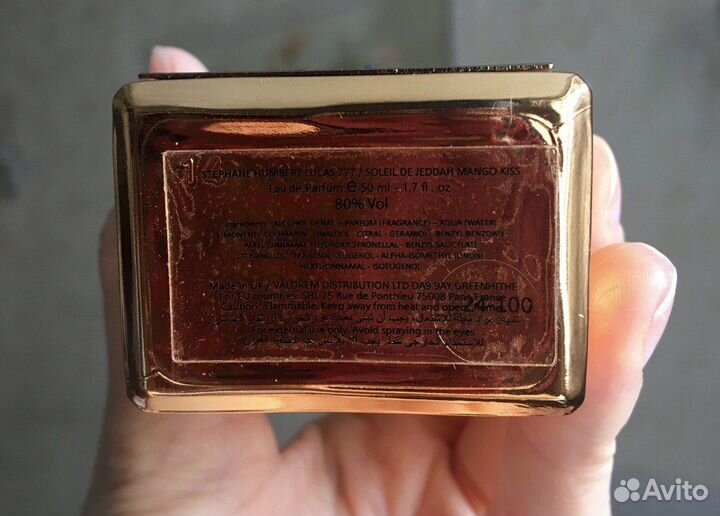 1
STEPHANE HUMBERT LUCAS 777 / SOLEIL DE JEDDAH MANGO KISS
Eau de Parfum e 50 ml - 1,7 fl. oz
80% Vol
Ingredients : ALCOHOL DENAT. - PARFUM (FRAGRANCE) - AQUA (WATER)
LIMONENE - COUMARIN - LINALOOL - CITRAL - GERANIOL - BENZYL BENZOATE
AMYL CINNAMAL - HYDROXYCITRONELLAL - BENZYL SALICYLATE
CITRONELLOL - FARNESOL - EUGENOL - ALPHA-ISOMETHYL IONONE
HEXYL CINNAMAL - ISOEUGENOL
Made in UK / VALOREM DISTRIBUTION LTD DA9 9AY GREENHITHE
For EU countries: SBL 25 Rue de Ponthieu 75008 Paris France
Caution : Flammable. Keep away from heat and open
For external use only. Avoid spraying in the eyes
Avito